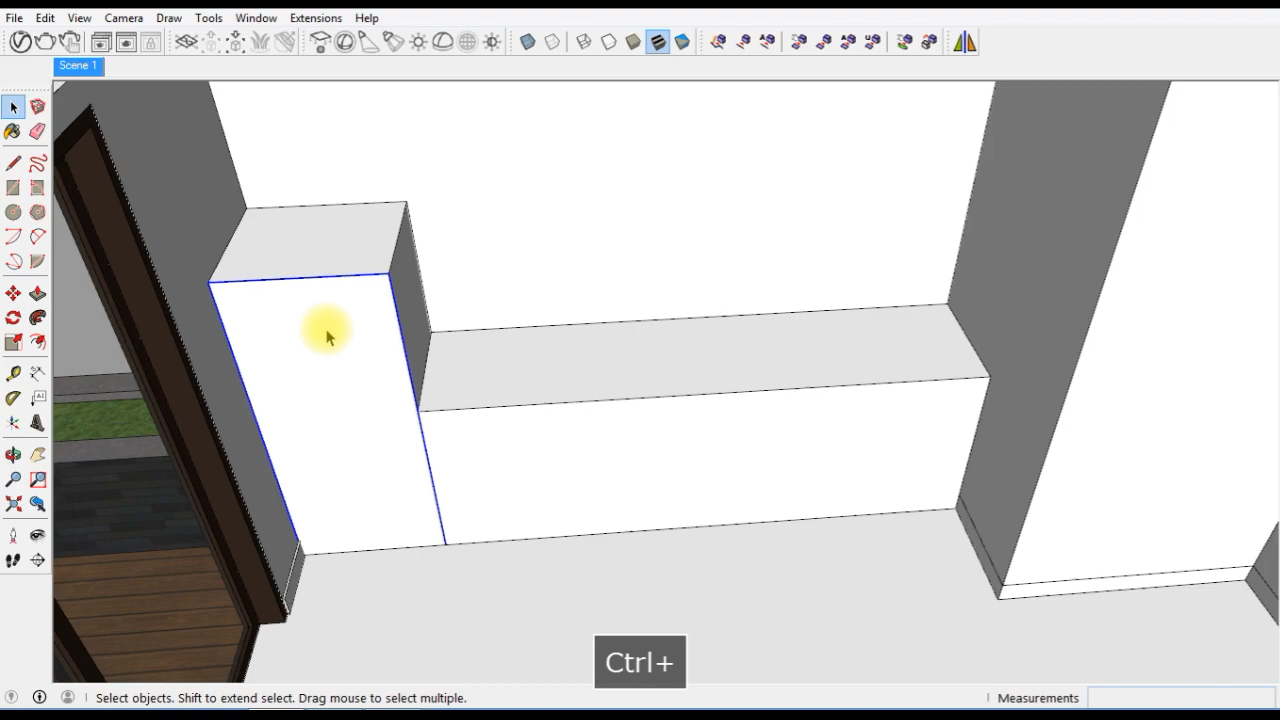 File Edit View Camera Draw Tools Window Extensions Help
Scene 1
A1
Ctrl+
Select objects. Shift to extend select. Drag mouse to select multiple.
Measurements